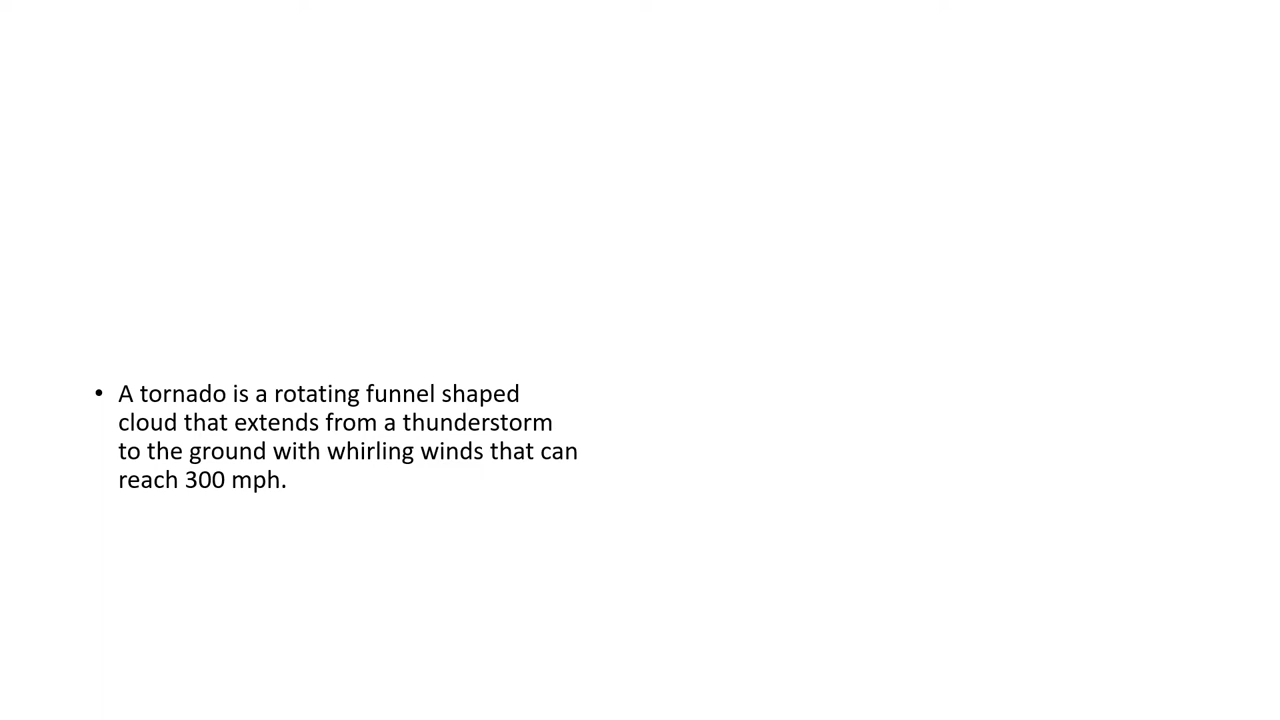 • A tornado is a rotating funnel shaped
cloud that extends from a thunderstorm
to the ground with whirling winds that can
reach 300 mph.